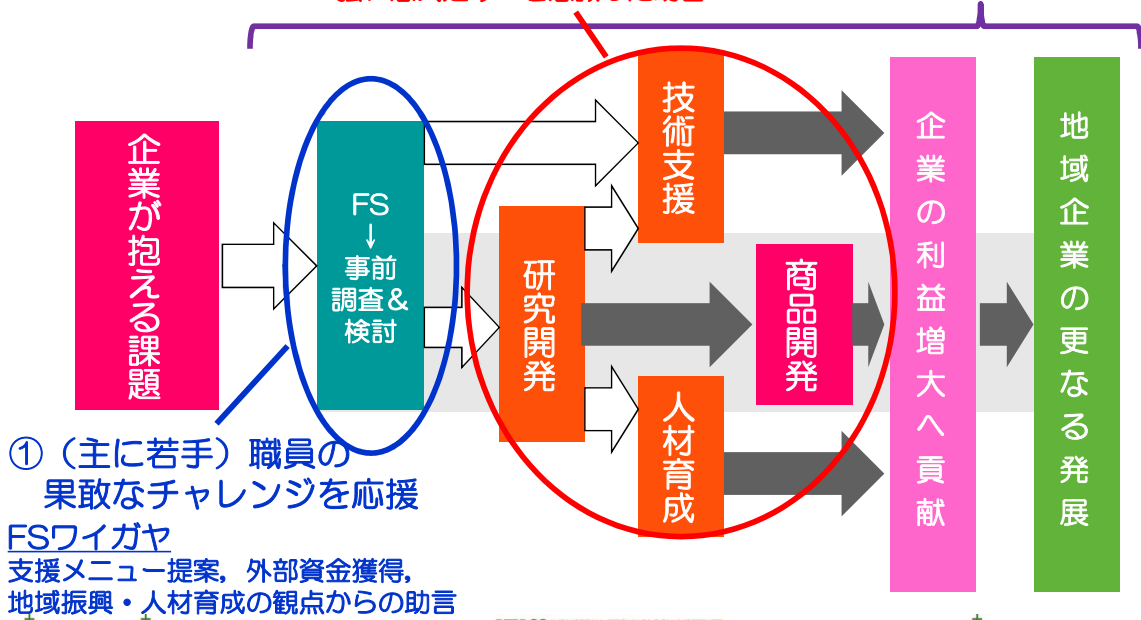 企業が抱える課題
FS
↓
事前
調査&
検討
技術支援
研究開発
商品開発
人材育成
企業の利益増大へ貢献
地域企業の更なる発展
①（主に若手）職員の
果敢なチャレンジを応援
FSワイガヤ
支援メニュー提案，外部資金獲得，
地域振興・人材育成の観点からの助言